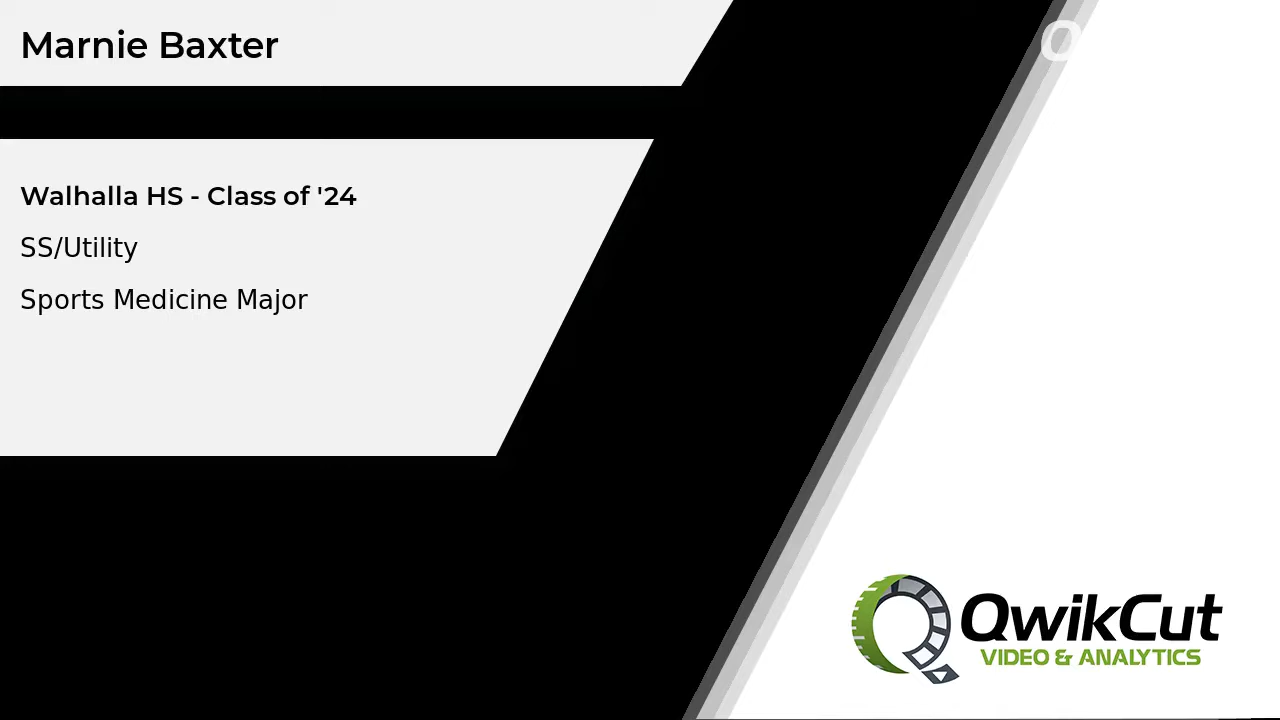 Marnie Baxter
Walhalla HS - Class of '24
SS/Utility
Sports Medicine Major
QwikCut
VIDEO & ANALYTICS